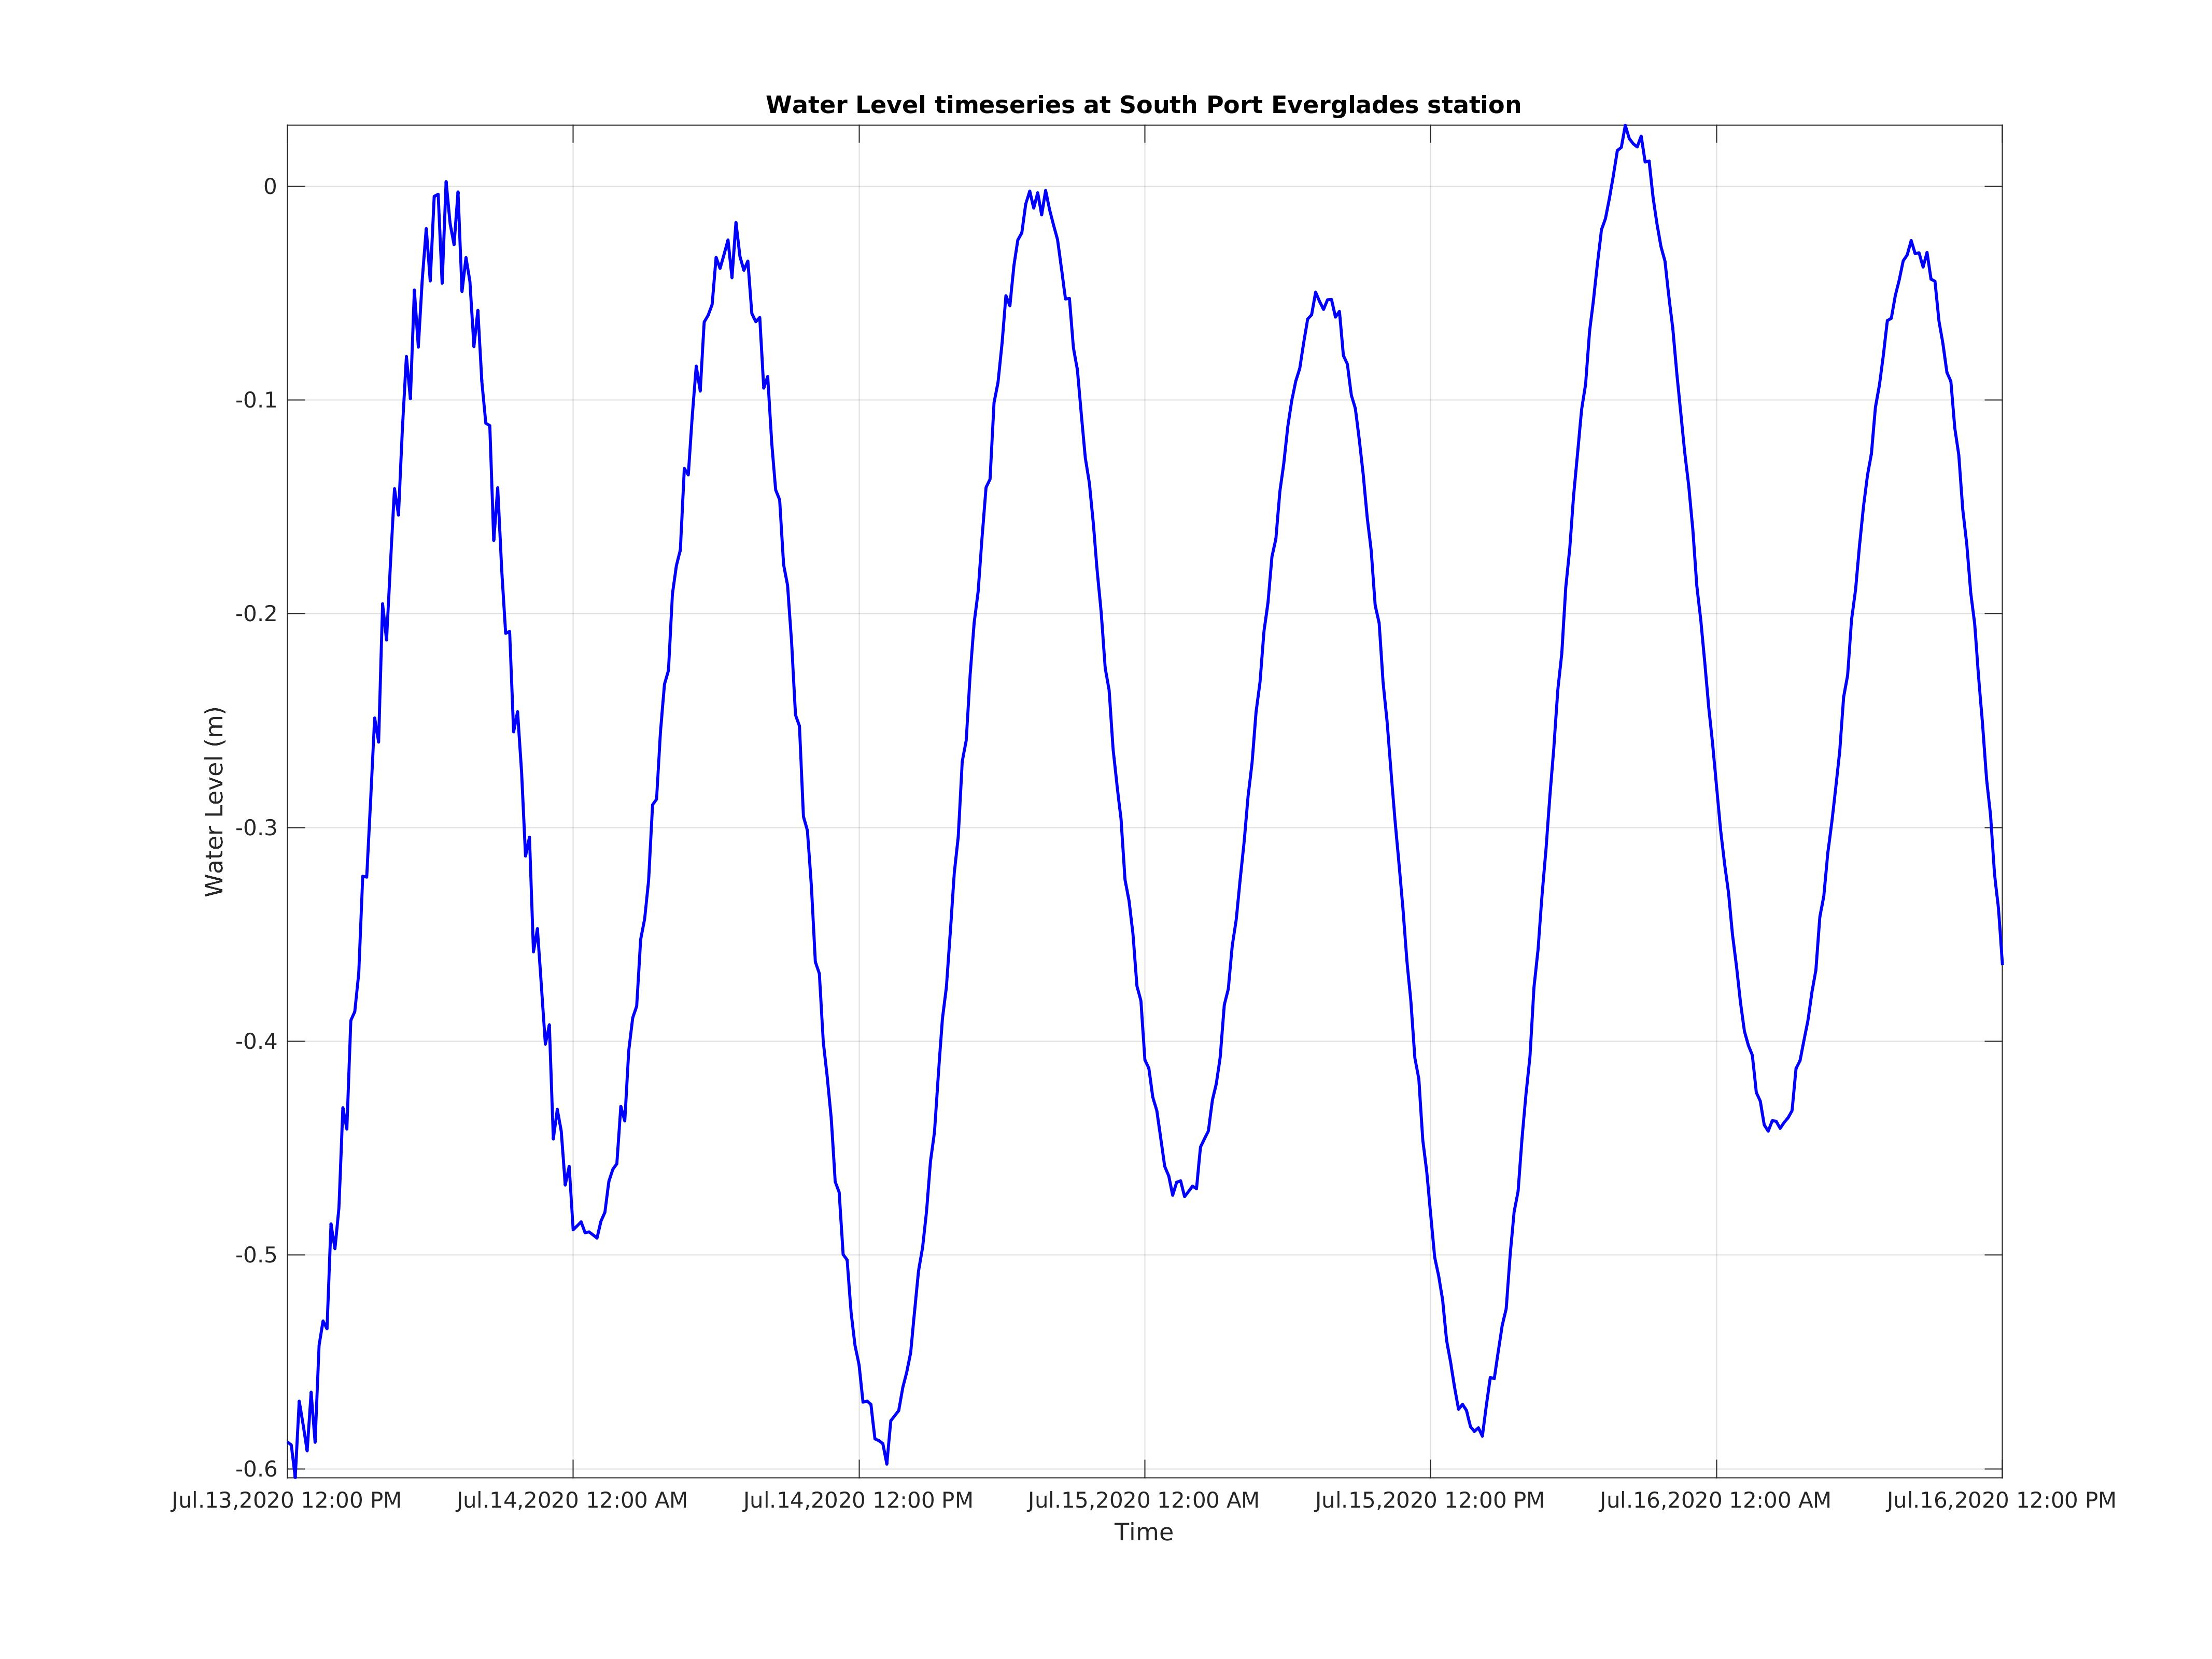 Water Level timeseries at South Port Everglades station
0
-0.1
-0.2
-0.3
-0.4
-0.5
-0.6
Water Level (m)
Jul.13,2020 12:00 PM Jul.14,2020 12:00 AM Jul.14,2020 12:00 PM Jul.15,2020 12:00 AM Jul.15,2020 12:00 PM Jul.16,2020 12:00 AM Jul.16,2020 12:00 PM
Time